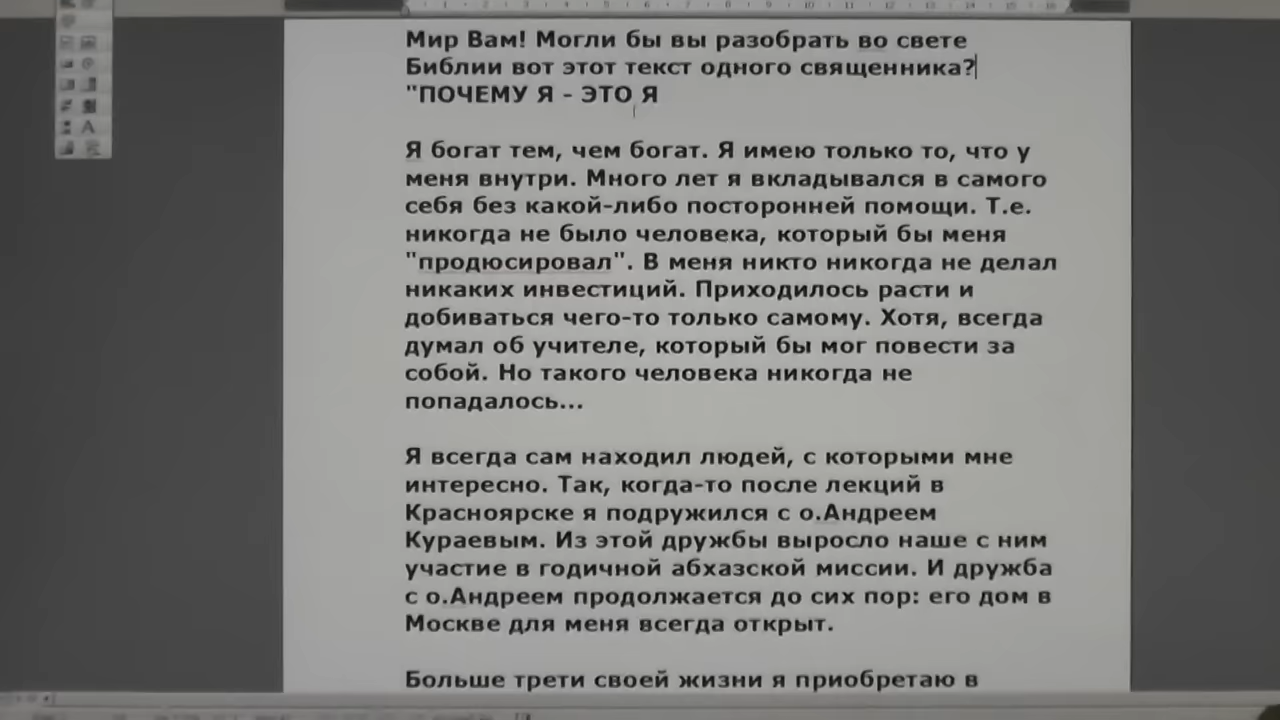 Мир Вам! Могли бы вы разобрать во свете
Библии вот этот текст одного священника?
"ПОЧЕМУ Я - ЭТО Я
Я богат тем, чем богат. Я имею только то, что у
меня внутри. Много лет я вкладывался в самого
себя без какой-либо посторонней помощи. Т.е.
никогда не было человека, который бы меня
"продюсировал". В меня никто никогда не делал
никаких инвестиций. Приходилось расти и
добиваться чего-то только самому. Хотя, всегда
думал об учителе, который бы мог повести за
собой. Но такого человека никогда не
попадалось...
Я всегда сам находил людей, с которыми мне
интересно. Так, когда-то после лекций в
Красноярске я подружился с о.Андреем
Кураевым. Из этой дружбы выросло наше с ним
участие в годичной абхазской миссии. И дружба
с о.Андреем продолжается до сих пор: его дом в
Москве для меня всегда открыт.
Больше трети своей жизни я приобретаю в